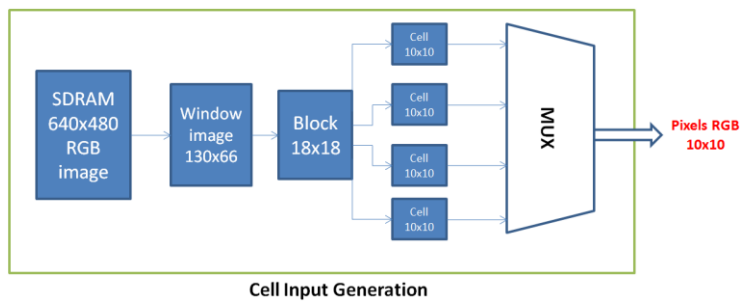 SDRAM
640x480
RGB
image
Window
image
130x66
Block
18x18
Cell
10x10
Cell
10x10
Cell
10x10
Cell
10x10
MUX
Pixels RGB
10x10
Cell Input Generation